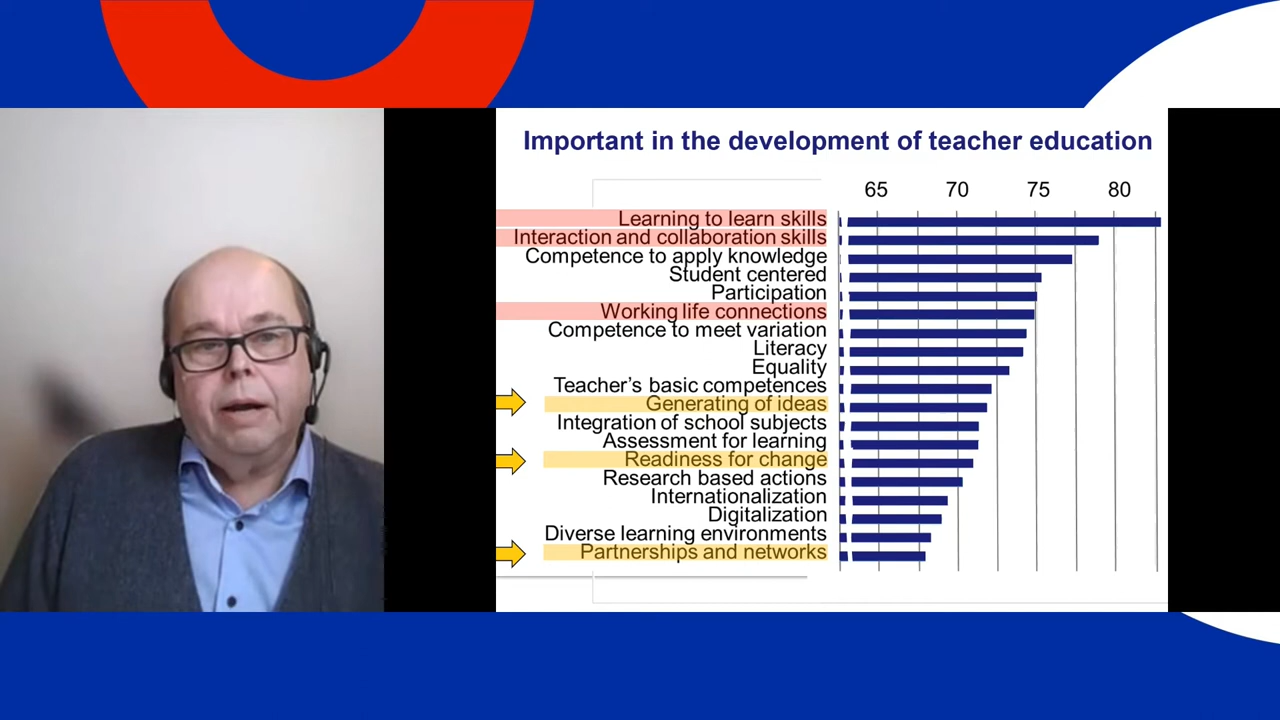 Important in the development of teacher education
65 70 75 80
Learning to learn skills
Interaction and collaboration skills
Competence to apply knowledge
Student centered
Participation
Working life connections
Competence to meet variation
Literacy
Equality
Teacher’s basic competences
Generating of ideas
Integration of school subjects
Assessment for learning
Readiness for change
Research based actions
Internationalization
Digitalization
Diverse learning environments
Partnerships and networks